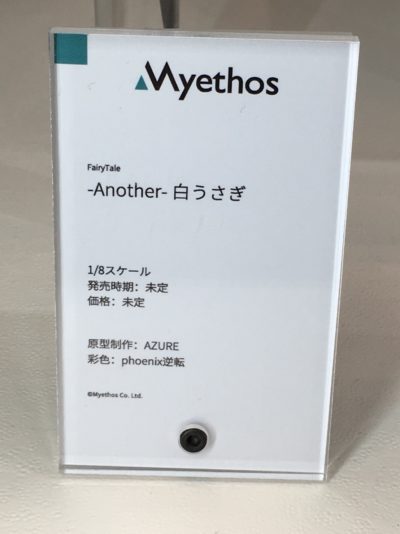 Myethos
FairyTale
-Another- 白うさぎ
1/8スケール
発売時期：未定
価格：未定
原型制作：AZURE
彩色：phoenix逆転
©Myethos Co. Ltd.